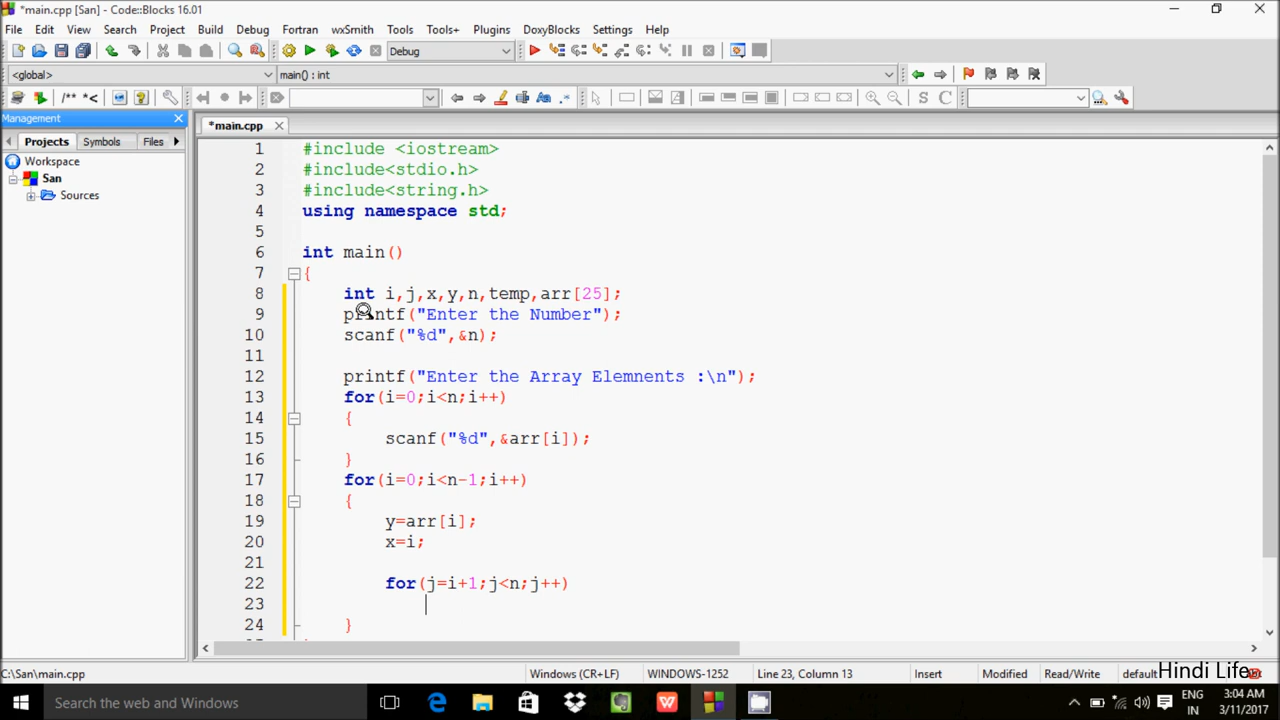 *main.cpp [San] - Code::Blocks 16.01
File Edit View Search Project Build Debug Fortran wxSmith Tools Tools+ Plugins DoxyBlocks Settings Help
Debug
<global> main() : int
/** *<
S C
Management
*main.cpp
Projects Symbols Files
Workspace
San
Sources
1 #include <iostream>
2 #include<stdio.h>
3 #include<string.h>
4 using namespace std;
5
6 int main()
7 {
8 int i,j,x,y,n,temp,arr[25];
9 printf("Enter the Number");
10 scanf("%d",&n);
11
12 printf("Enter the Array Elemnents :\n");
13 for(i=0;i<n;i++)
14 {
15 scanf("%d",&arr[i]);
16 }
17 for(i=0;i<n-1;i++)
18 {
19 y=arr[i];
20 x=i;
21
22 for(j=i+1;j<n;j++)
23
24 }
C:\San\main.cpp Windows (CR+LF) WINDOWS-1252 Line 23, Column 13 Insert Modified Read/Write default
Hindi Life
Search the web and Windows
ENG
IN
3:04 AM
3/11/2017